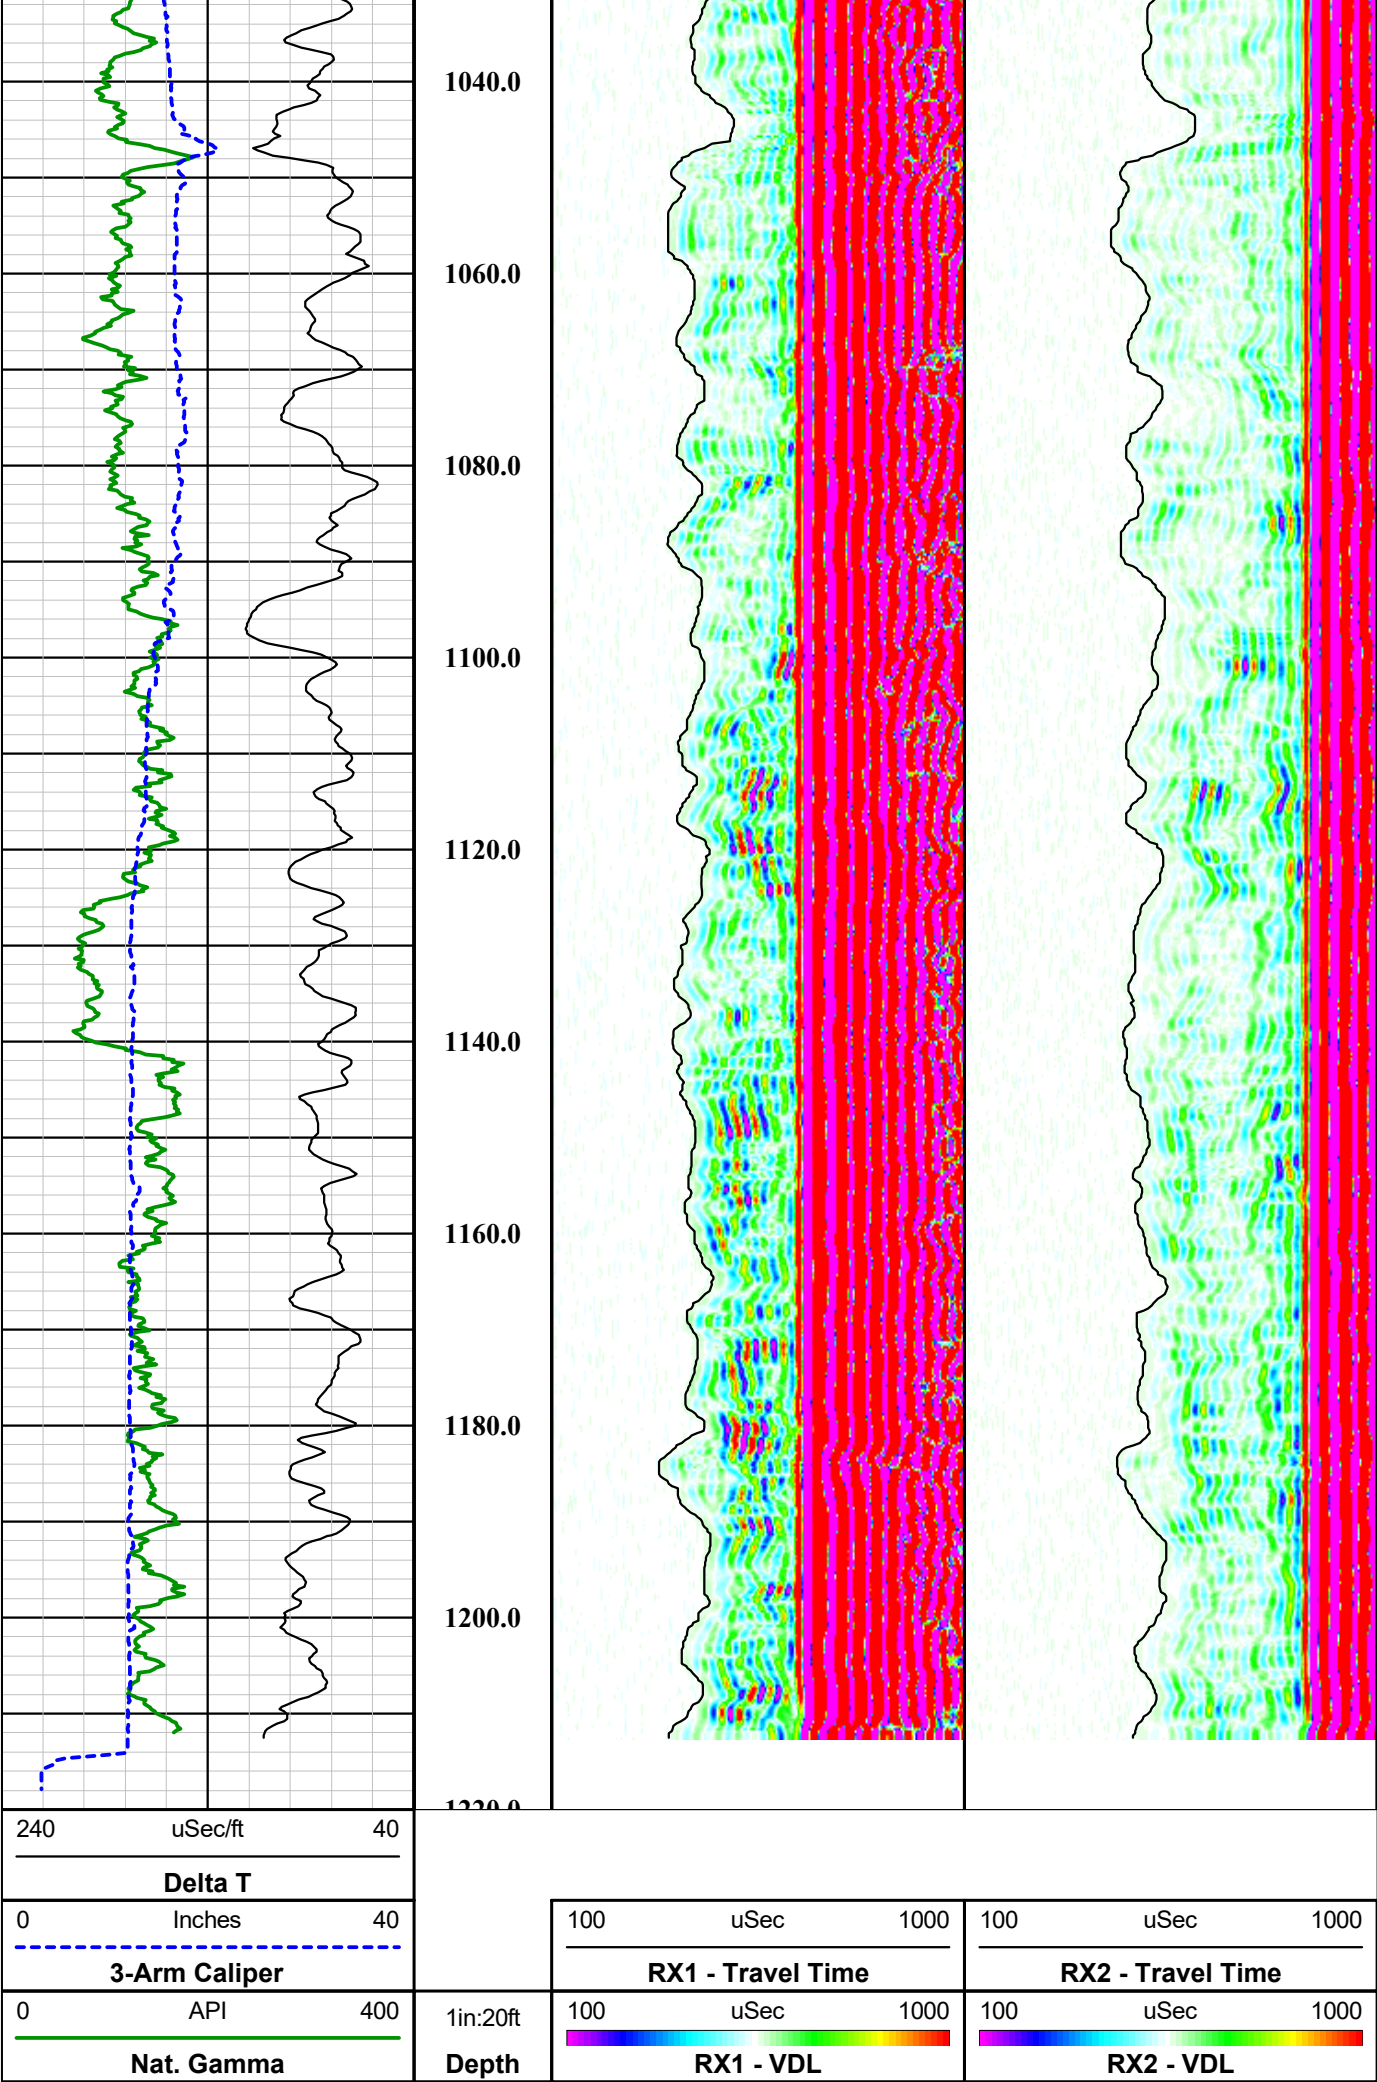 1040.0
1060.0
1080.0
1100.0
1120.0
1140.0
1160.0
1180.0
1200.0
1220.0
240 uSec/ft 40
Delta T
0 Inches 40
3-Arm Caliper
0 API 400
Nat. Gamma
1in:20ft
Depth
100 uSec 1000
RX1 - Travel Time
100 uSec 1000
RX1 - VDL
100 uSec 1000
RX2 - Travel Time
100 uSec 1000
RX2 - VDL